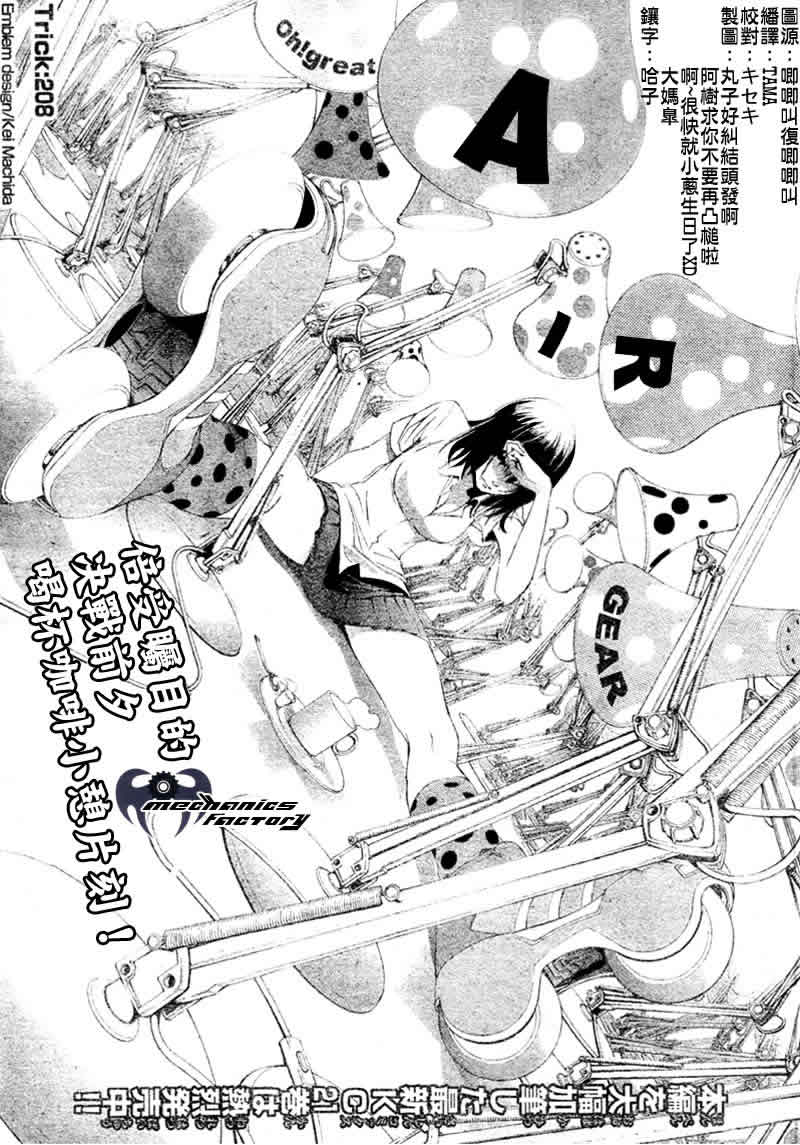 圖源：唧唧叫復唧唧叫
繙譯：TAMA
校對：キセキ
製圖：丸子好糾結頭發啊
阿樹求你不要再凸槌啦
啊~很快就小蔥生日了XD
大媽皐
鑲字：哈子
Oh!great
A
I
R
GEAR
Trick:208
Emblem design/Kei Machida
倍受矚目的
決戰前夕
喝杯咖啡小憩片刻！
mechanics
factory
本編を大幅加筆した最新KC21巻は熱烈発売中!!